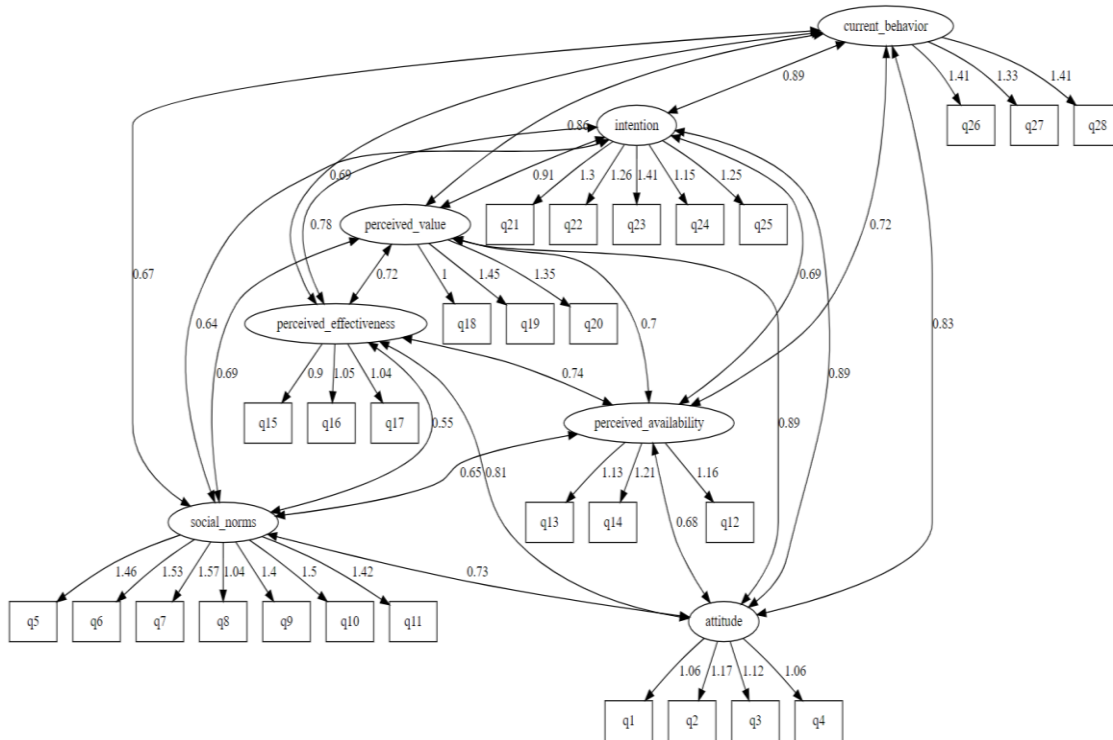 current_behavior
1.41
1.33
1.41
0.89
q26
q27
q28
intention
0.86
0.91
1.3
1.26
1.41
1.15
1.25
0.69
0.78
q21
q22
q23
q24
q25
perceived_value
0.72
0.67
0.72
1
1.45
1.35
0.69
0.64
q18
q19
q20
0.7
0.83
perceived_effectiveness
0.9
1.05
1.04
0.74
0.69
0.89
q15
q16
q17
0.55
perceived_availability
0.89
0.65
0.81
1.13
1.21
1.16
social_norms
q13
q14
q12
0.68
1.46
1.53
1.57
1.04
1.4
1.5
1.42
0.73
q5
q6
q7
q8
q9
q10
q11
attitude
1.06
1.17
1.12
1.06
q1
q2
q3
q4